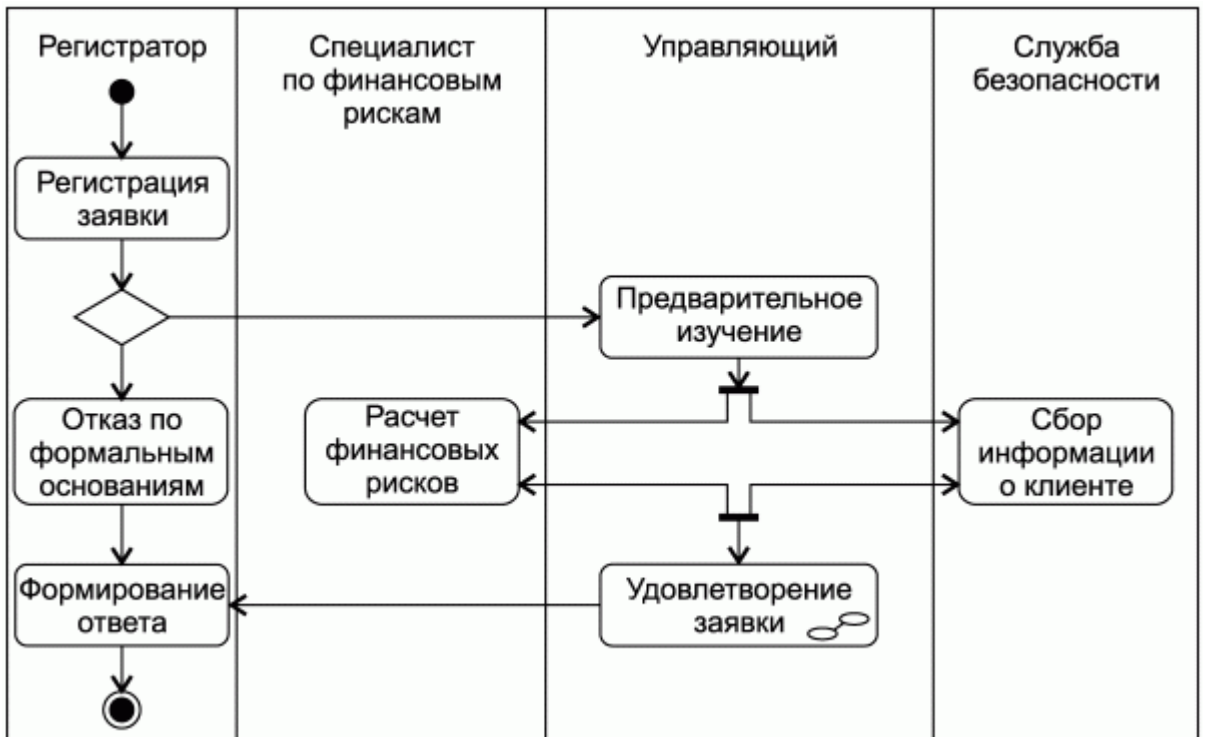 Регистратор
Специалист
по финансовым
рискам
Управляющий
Служба
безопасности
Регистрация
заявки
Предварительное
изучение
Отказ по
формальным
основаниям
Расчет
финансовых
рисков
Сбор
информации
о клиенте
Формирование
ответа
Удовлетворение
заявки